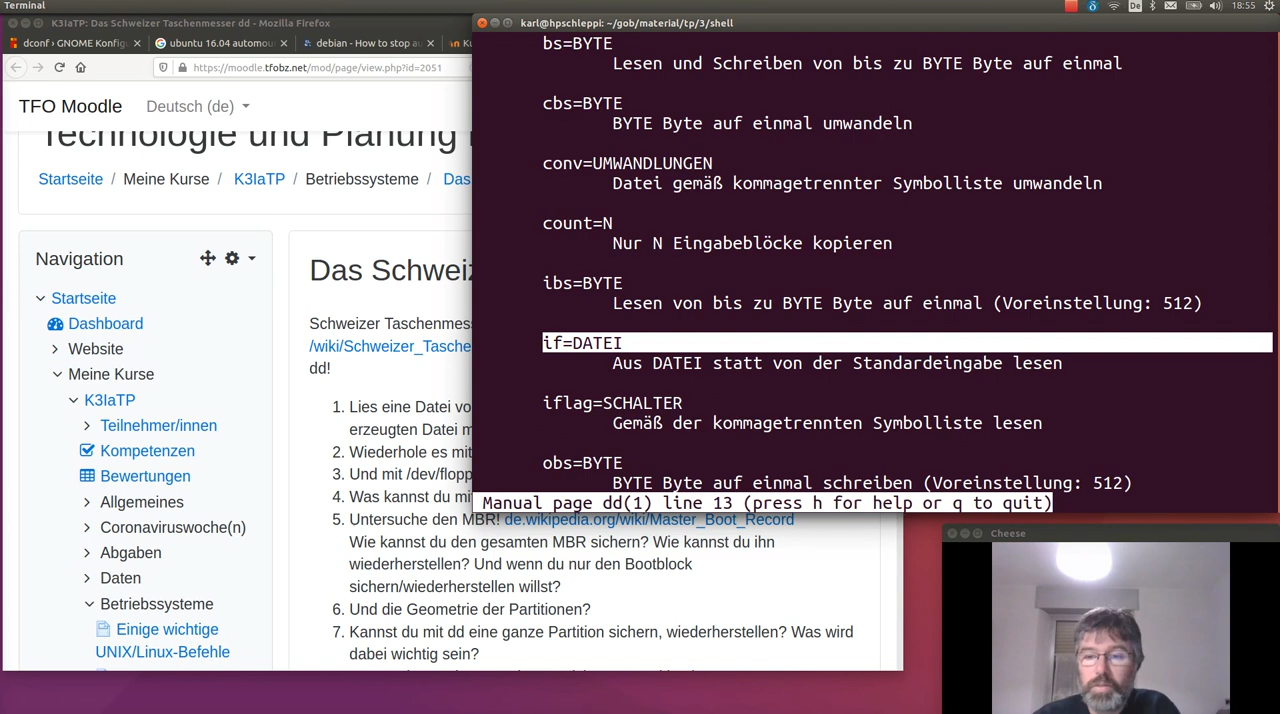 Terminal
De
18:55
K3IaTP: Das Schweizer Taschenmesser dd - Mozilla Firefox
dconf › GNOME Konfig
ubuntu 16.04 automou
debian - How to stop au
Ku
https://moodle.tfobz.net/mod/page/view.php?id=2051
TFO Moodle
Deutsch (de)
Technologie und Planung
Startseite / Meine Kurse / K3IaTP / Betriebssysteme / Das
Navigation
Startseite
Dashboard
Website
Meine Kurse
K3IaTP
Teilnehmer/innen
Kompetenzen
Bewertungen
Allgemeines
Coronaviruswoche(n)
Abgaben
Daten
Betriebssysteme
Einige wichtige
UNIX/Linux-Befehle
Das Schweiz
Schweizer Taschenmess
/wiki/Schweizer_Tasche
dd!
1. Lies eine Datei vo
erzeugten Datei m
2. Wiederhole es mit
3. Und mit /dev/flopp
4. Was kannst du mi
5. Untersuche den MBR! de.wikipedia.org/wiki/Master_Boot_Record
Wie kannst du den gesamten MBR sichern? Wie kannst du ihn
wiederherstellen? Und wenn du nur den Bootblock
sichern/wiederherstellen willst?
6. Und die Geometrie der Partitionen?
7. Kannst du mit dd eine ganze Partition sichern, wiederherstellen? Was wird
dabei wichtig sein?
karl@hpschleppi: ~/gob/material/tp/3/shell
bs=BYTE
Lesen und Schreiben von bis zu BYTE Byte auf einmal
cbs=BYTE
BYTE Byte auf einmal umwandeln
conv=UMWANDLUNGEN
Datei gemäß kommagetrennter Symbolliste umwandeln
count=N
Nur N Eingabeblöcke kopieren
ibs=BYTE
Lesen von bis zu BYTE Byte auf einmal (Voreinstellung: 512)
if=DATEI
Aus DATEI statt von der Standardeingabe lesen
iflag=SCHALTER
Gemäß der kommagetrennten Symbolliste lesen
obs=BYTE
BYTE Byte auf einmal schreiben (Voreinstellung: 512)
Manual page dd(1) line 13 (press h for help or q to quit)
Cheese